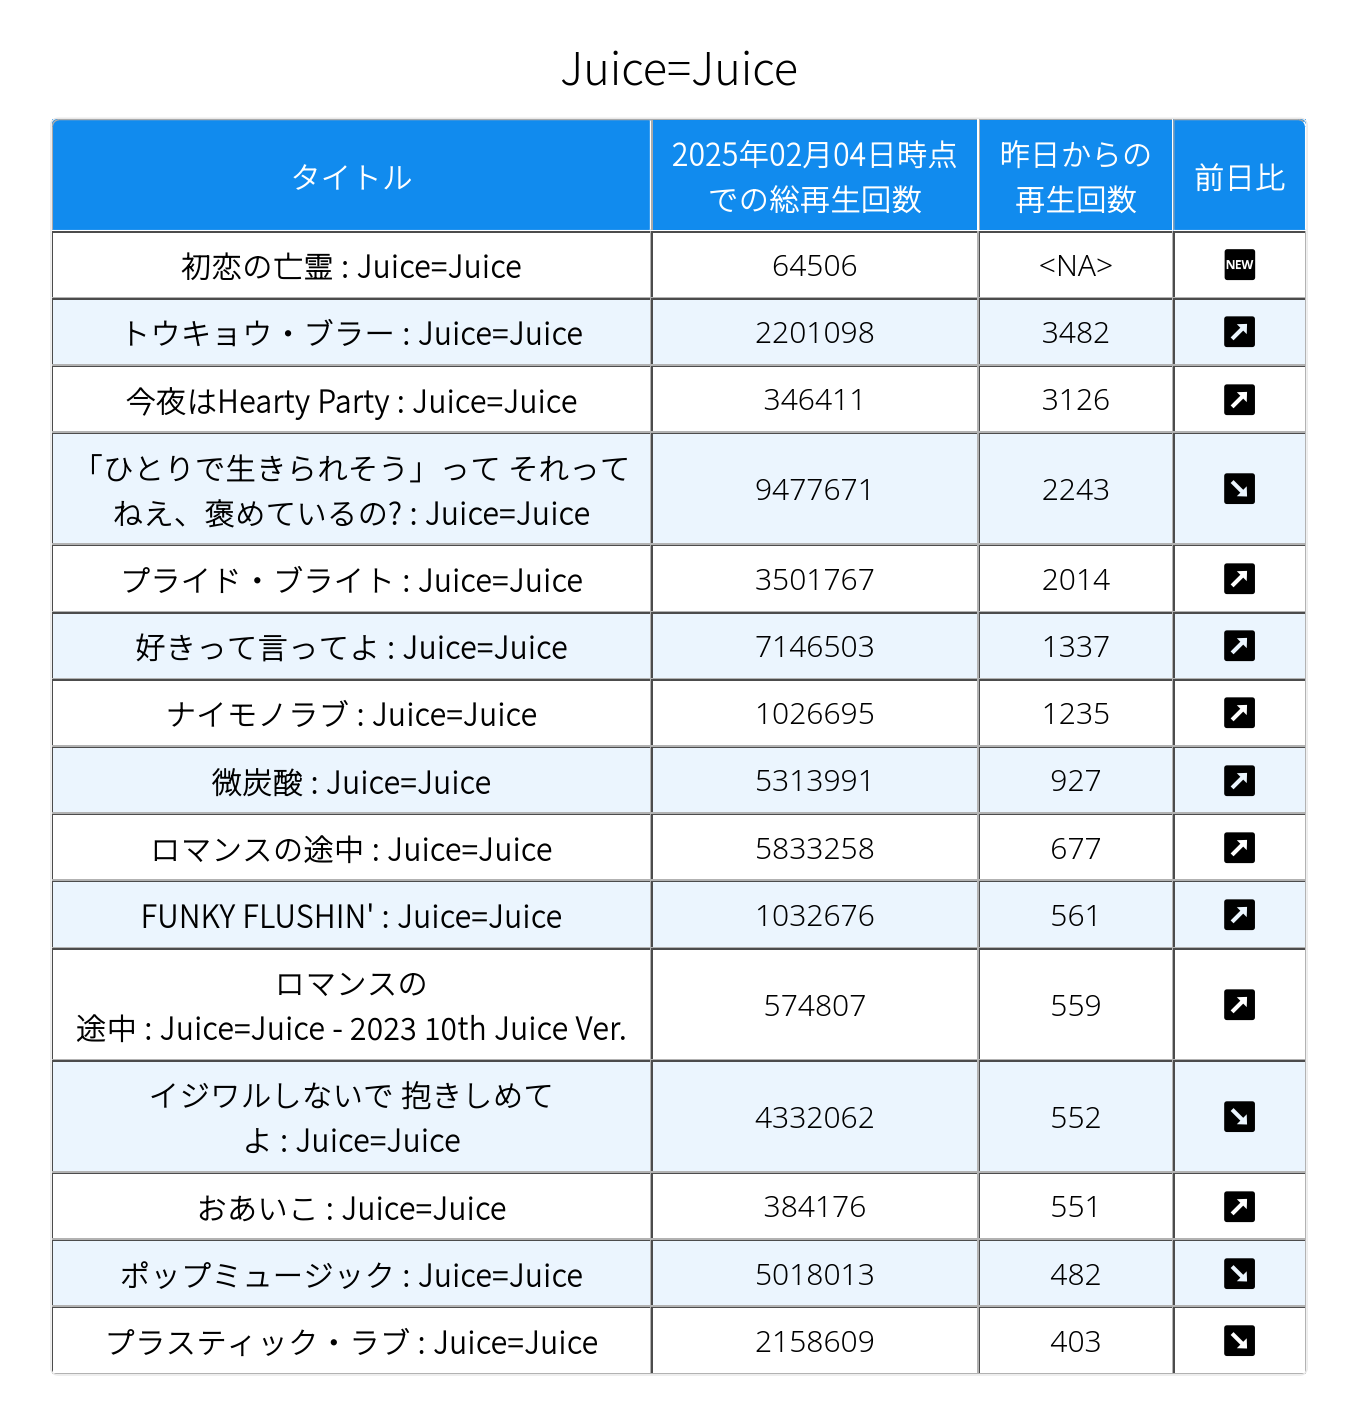 Juice=Juice
タイトル
2025年02月04日時点
での総再生回数
昨日からの
再生回数
前日比
初恋の亡霊 : Juice=Juice 64506 <NA> NEW
トウキョウ・ブラー : Juice=Juice 2201098 3482
今夜はHearty Party : Juice=Juice 346411 3126
「ひとりで生きられそう」って それって
ねえ、褒めているの? : Juice=Juice
9477671 2243
プライド・ブライト : Juice=Juice 3501767 2014
好きって言ってよ : Juice=Juice 7146503 1337
ナイモノラブ : Juice=Juice 1026695 1235
微炭酸 : Juice=Juice 5313991 927
ロマンスの途中 : Juice=Juice 5833258 677
FUNKY FLUSHIN' : Juice=Juice 1032676 561
ロマンスの
途中 : Juice=Juice - 2023 10th Juice Ver.
574807 559
イジワルしないで 抱きしめて
よ : Juice=Juice
4332062 552
おあいこ : Juice=Juice 384176 551
ポップミュージック : Juice=Juice 5018013 482
プラスティック・ラブ : Juice=Juice 2158609 403